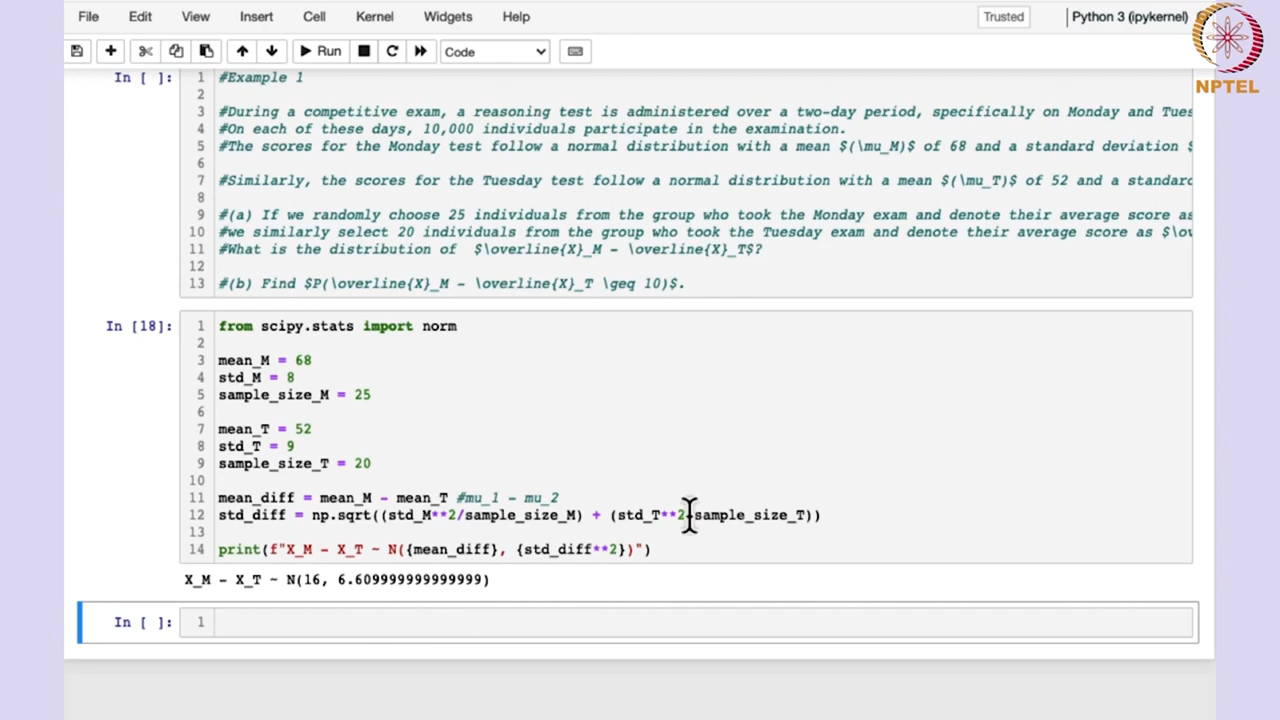 File Edit View Insert Cell Kernel Widgets Help Trusted Python 3 (ipykernel)
Run Code
NPTEL
In [ ]: 1 #Example 1
2
3 #During a competitive exam, a reasoning test is administered over a two-day period, specifically on Monday and Tues
4 #On each of these days, 10,000 individuals participate in the examination.
5 #The scores for the Monday test follow a normal distribution with a mean $(\mu_M)$ of 68 and a standard deviation $
6
7 #Similarly, the scores for the Tuesday test follow a normal distribution with a mean $(\mu_T)$ of 52 and a standard
8
9 #(a) If we randomly choose 25 individuals from the group who took the Monday exam and denote their average score as
10 #we similarly select 20 individuals from the group who took the Tuesday exam and denote their average score as $\ov
11 #What is the distribution of  $\overline{X}_M - \overline{X}_T$?
12
13 #(b) Find $P(\overline{X}_M - \overline{X}_T \geq 10)$.
In [18]: 1 from scipy.stats import norm
2
3 mean_M = 68
4 std_M = 8
5 sample_size_M = 25
6
7 mean_T = 52
8 std_T = 9
9 sample_size_T = 20
10
11 mean_diff = mean_M - mean_T #mu_1 - mu_2
12 std_diff = np.sqrt((std_M**2/sample_size_M) + (std_T**2 sample_size_T))
13
14 print(f"X_M - X_T ~ N({mean_diff}, {std_diff**2})")
X_M - X_T ~ N(16, 6.609999999999999)
In [ ]: 1